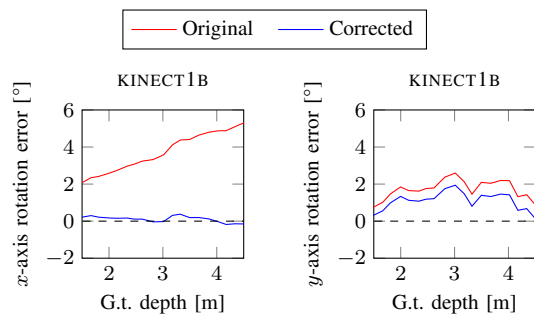 Original Corrected
KINECT1B
x-axis rotation error [°]
6
4
2
0
−2
2 3 4
G.t. depth [m]
KINECT1B
y-axis rotation error [°]
6
4
2
0
−2
2 3 4
G.t. depth [m]